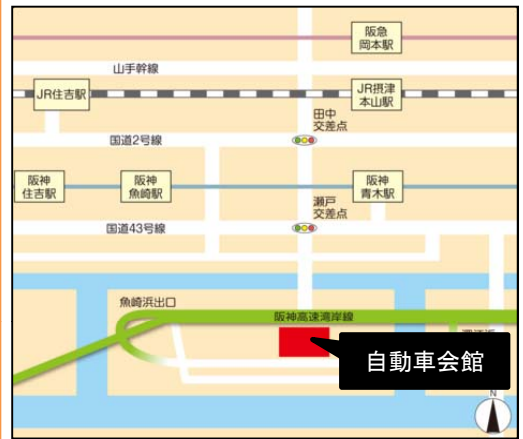 阪急
岡本駅
山手幹線
JR住吉駅
JR摂津
本山駅
田中
交差点
国道2号線
阪神
住吉駅
阪神
魚崎駅
阪神
青木駅
瀬戸
交差点
国道43号線
魚崎浜出口
阪神高速湾岸線
自動車会館
N